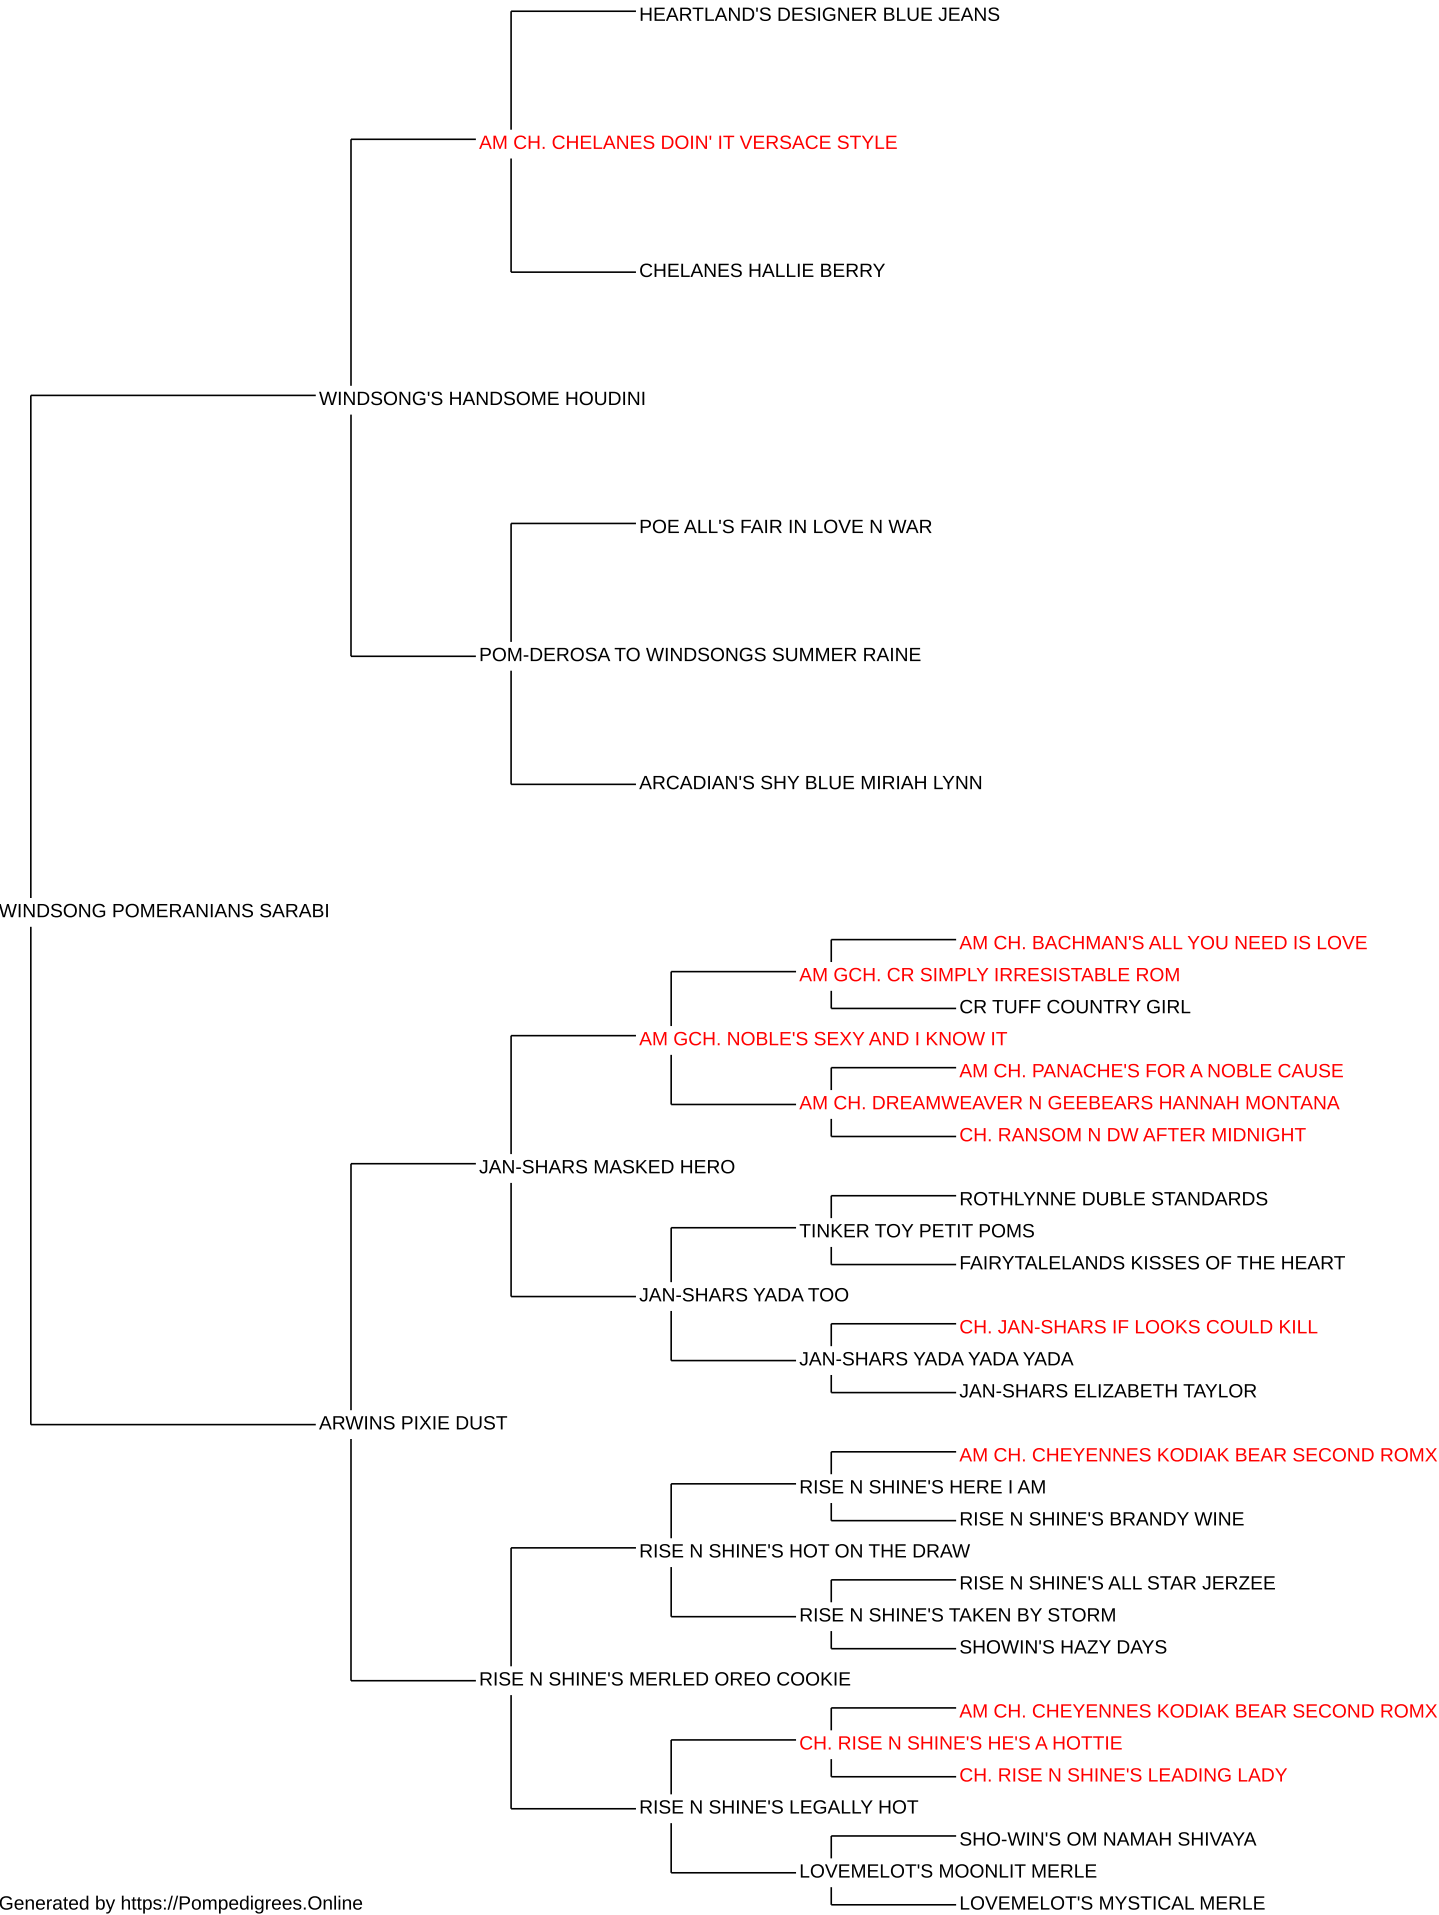 HEARTLAND'S DESIGNER BLUE JEANS
AM CH. CHELANES DOIN' IT VERSACE STYLE
CHELANES HALLIE BERRY
WINDSONG'S HANDSOME HOUDINI
POE ALL'S FAIR IN LOVE N WAR
POM-DEROSA TO WINDSONGS SUMMER RAINE
ARCADIAN'S SHY BLUE MIRIAH LYNN
WINDSONG POMERANIANS SARABI
AM CH. BACHMAN'S ALL YOU NEED IS LOVE
AM GCH. CR SIMPLY IRRESISTABLE ROM
CR TUFF COUNTRY GIRL
AM GCH. NOBLE'S SEXY AND I KNOW IT
AM CH. PANACHE'S FOR A NOBLE CAUSE
AM CH. DREAMWEAVER N GEEBEARS HANNAH MONTANA
CH. RANSOM N DW AFTER MIDNIGHT
JAN-SHARS MASKED HERO
ROTHLYNNE DUBLE STANDARDS
TINKER TOY PETIT POMS
FAIRYTALELANDS KISSES OF THE HEART
JAN-SHARS YADA TOO
CH. JAN-SHARS IF LOOKS COULD KILL
JAN-SHARS YADA YADA YADA
JAN-SHARS ELIZABETH TAYLOR
ARWINS PIXIE DUST
AM CH. CHEYENNES KODIAK BEAR SECOND ROMX
RISE N SHINE'S HERE I AM
RISE N SHINE'S BRANDY WINE
RISE N SHINE'S HOT ON THE DRAW
RISE N SHINE'S ALL STAR JERZEE
RISE N SHINE'S TAKEN BY STORM
SHOWIN'S HAZY DAYS
RISE N SHINE'S MERLED OREO COOKIE
AM CH. CHEYENNES KODIAK BEAR SECOND ROMX
CH. RISE N SHINE'S HE'S A HOTTIE
CH. RISE N SHINE'S LEADING LADY
RISE N SHINE'S LEGALLY HOT
SHO-WIN'S OM NAMAH SHIVAYA
LOVEMELOT'S MOONLIT MERLE
LOVEMELOT'S MYSTICAL MERLE
Generated by https://Pompedigrees.Online